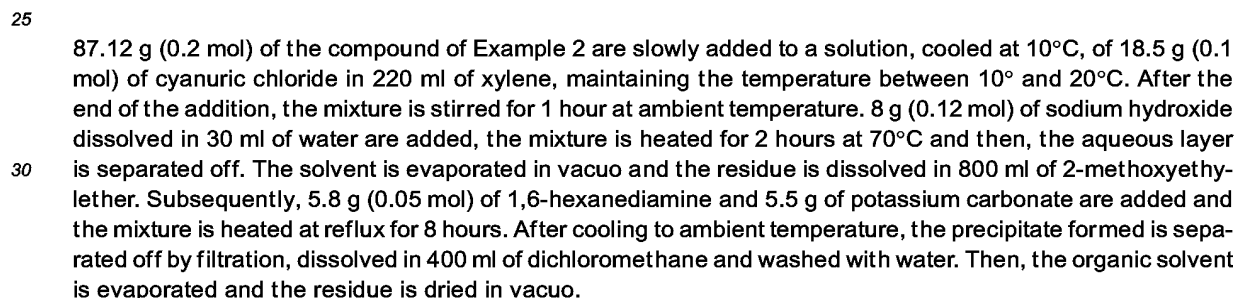 25
87.12 g (0.2 mol) of the compound of Example 2 are slowly added to a solution, cooled at 10°C, of 18.5 g (0.1
mol) of cyanuric chloride in 220 ml of xylene, maintaining the temperature between 10° and 20°C. After the
end of the addition, the mixture is stirred for 1 hour at ambient temperature. 8 g (0.12 mol) of sodium hydroxide
dissolved in 30 ml of water are added, the mixture is heated for 2 hours at 70°C and then, the aqueous layer
30 is separated off. The solvent is evaporated in vacuo and the residue is dissolved in 800 ml of 2-methoxyethy-
lether. Subsequently, 5.8 g (0.05 mol) of 1,6-hexanediamine and 5.5 g of potassium carbonate are added and
the mixture is heated at reflux for 8 hours. After cooling to ambient temperature, the precipitate formed is sepa-
rated off by filtration, dissolved in 400 ml of dichloromethane and washed with water. Then, the organic solvent
is evaporated and the residue is dried in vacuo.